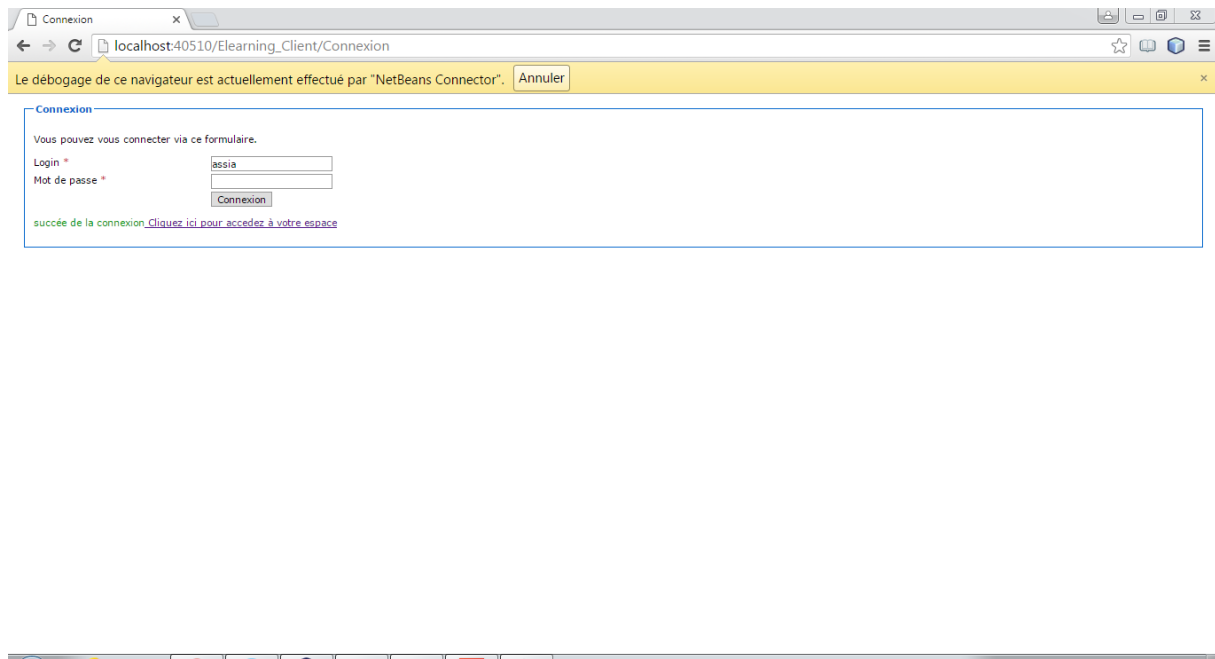 Connexion
localhost:40510/Elearning_Client/Connexion
Le débogage de ce navigateur est actuellement effectué par "NetBeans Connector". Annuler
Connexion
Vous pouvez vous connecter via ce formulaire.
Login * assia
Mot de passe *
Connexion
succée de la connexion Cliquez ici pour accedez à votre espace